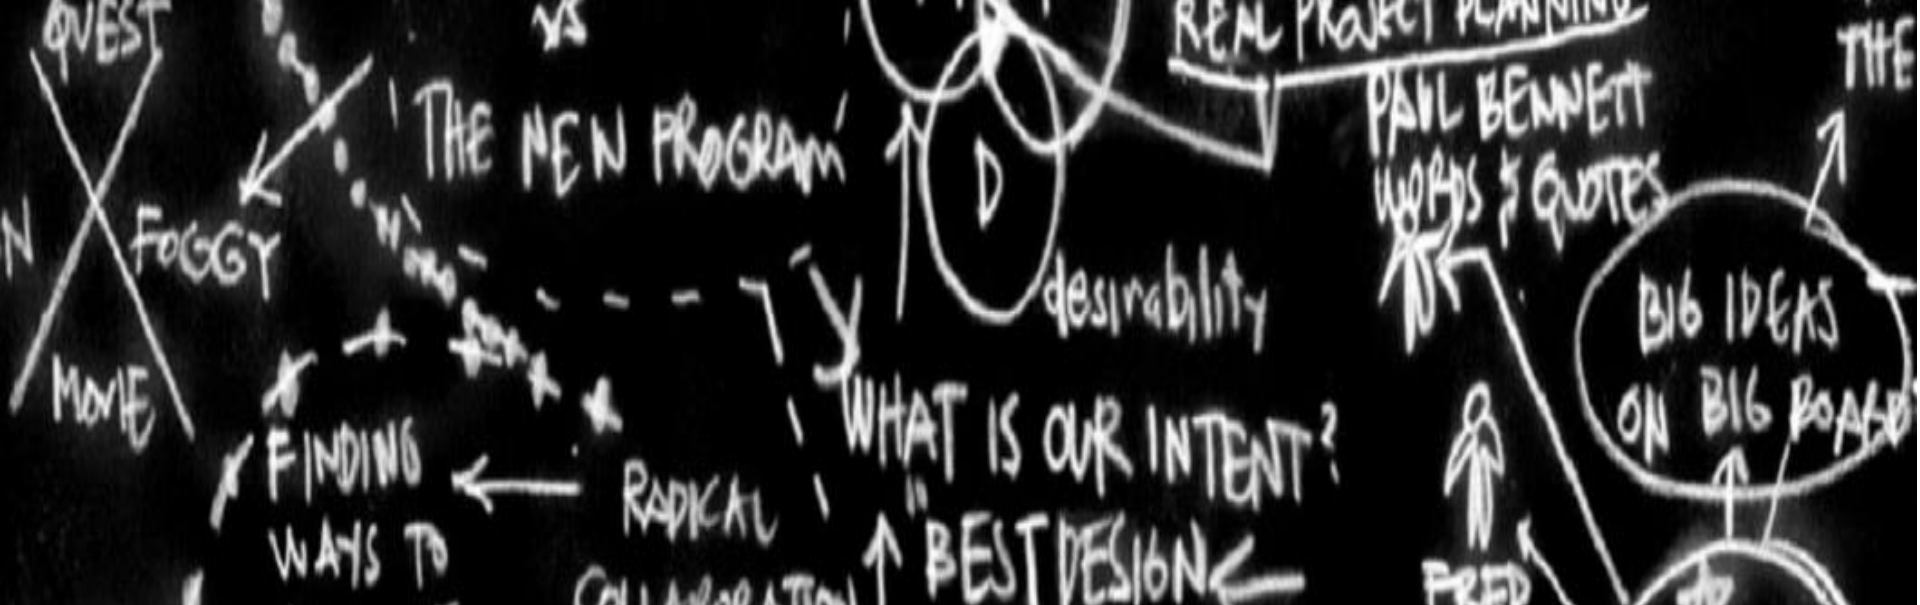 QUEST
VS
REAL PROJECT PLANNING
THE
THE NEN PROGRAM
PAUL BENNETT
WORDS & QUOTES
N
FOGGY
D
desirability
BIG IDEAS
ON BIG BOARDS
MOVIE
FINDING
WAYS TO
RADICAL
COLLABORATION
WHAT IS OUR INTENT?
BEST DESIGN
FRED